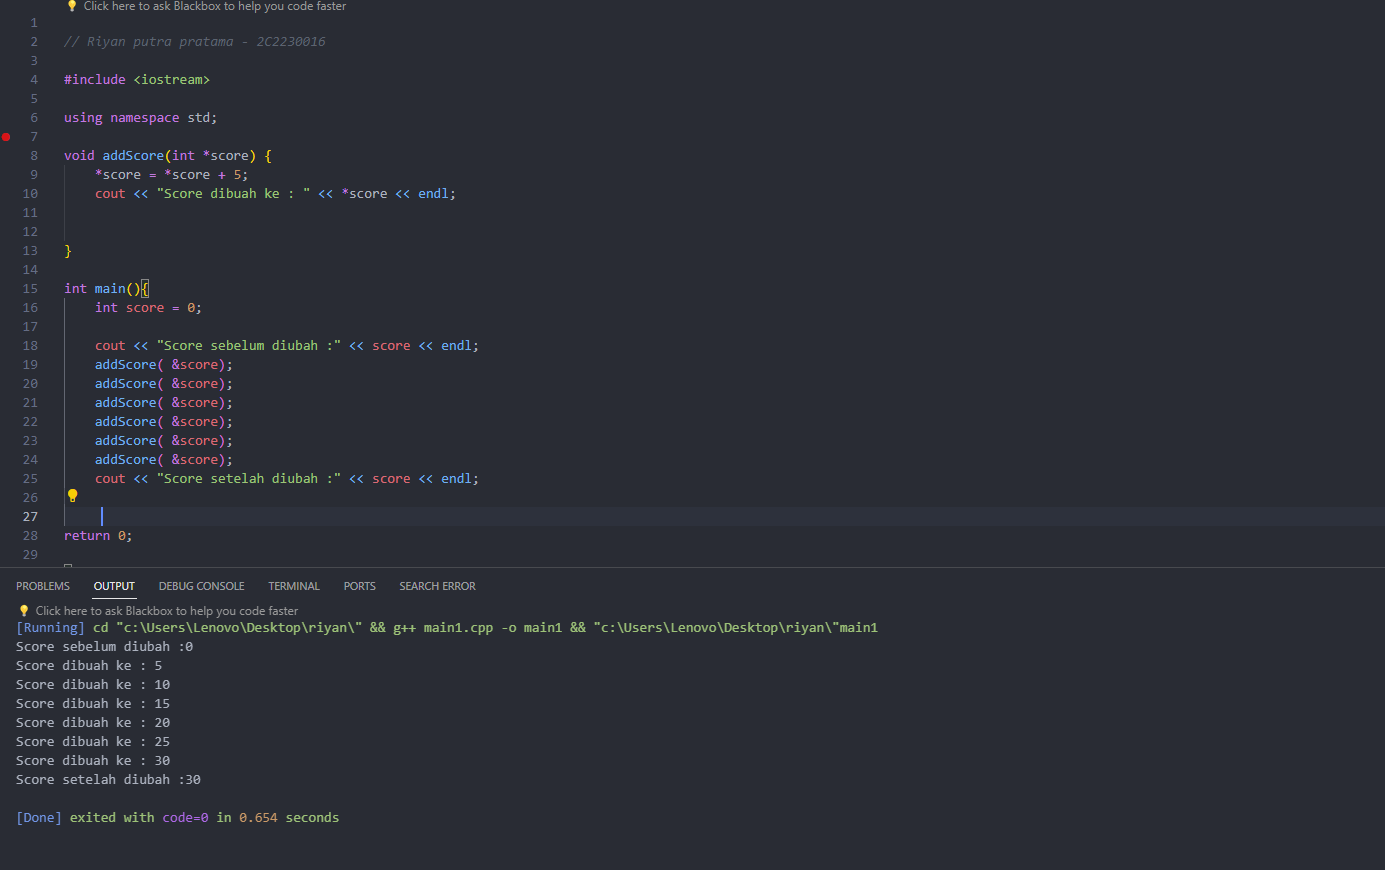 Click here to ask Blackbox to help you code faster
1
2 // Riyan putra pratama - 2C2230016
3
4 #include <iostream>
5
6 using namespace std;
7
8 void addScore(int *score) {
9     *score = *score + 5;
10     cout << "Score dibuah ke : " << *score << endl;
11
12
13 }
14
15 int main(){
16     int score = 0;
17
18     cout << "Score sebelum diubah :" << score << endl;
19     addScore( &score);
20     addScore( &score);
21     addScore( &score);
22     addScore( &score);
23     addScore( &score);
24     addScore( &score);
25     cout << "Score setelah diubah :" << score << endl;
26
27
28 return 0;
29
PROBLEMS OUTPUT DEBUG CONSOLE TERMINAL PORTS SEARCH ERROR
Click here to ask Blackbox to help you code faster
[Running] cd "c:\Users\Lenovo\Desktop\riyan\" && g++ main1.cpp -o main1 && "c:\Users\Lenovo\Desktop\riyan\"main1
Score sebelum diubah :0
Score dibuah ke : 5
Score dibuah ke : 10
Score dibuah ke : 15
Score dibuah ke : 20
Score dibuah ke : 25
Score dibuah ke : 30
Score setelah diubah :30
[Done] exited with code=0 in 0.654 seconds